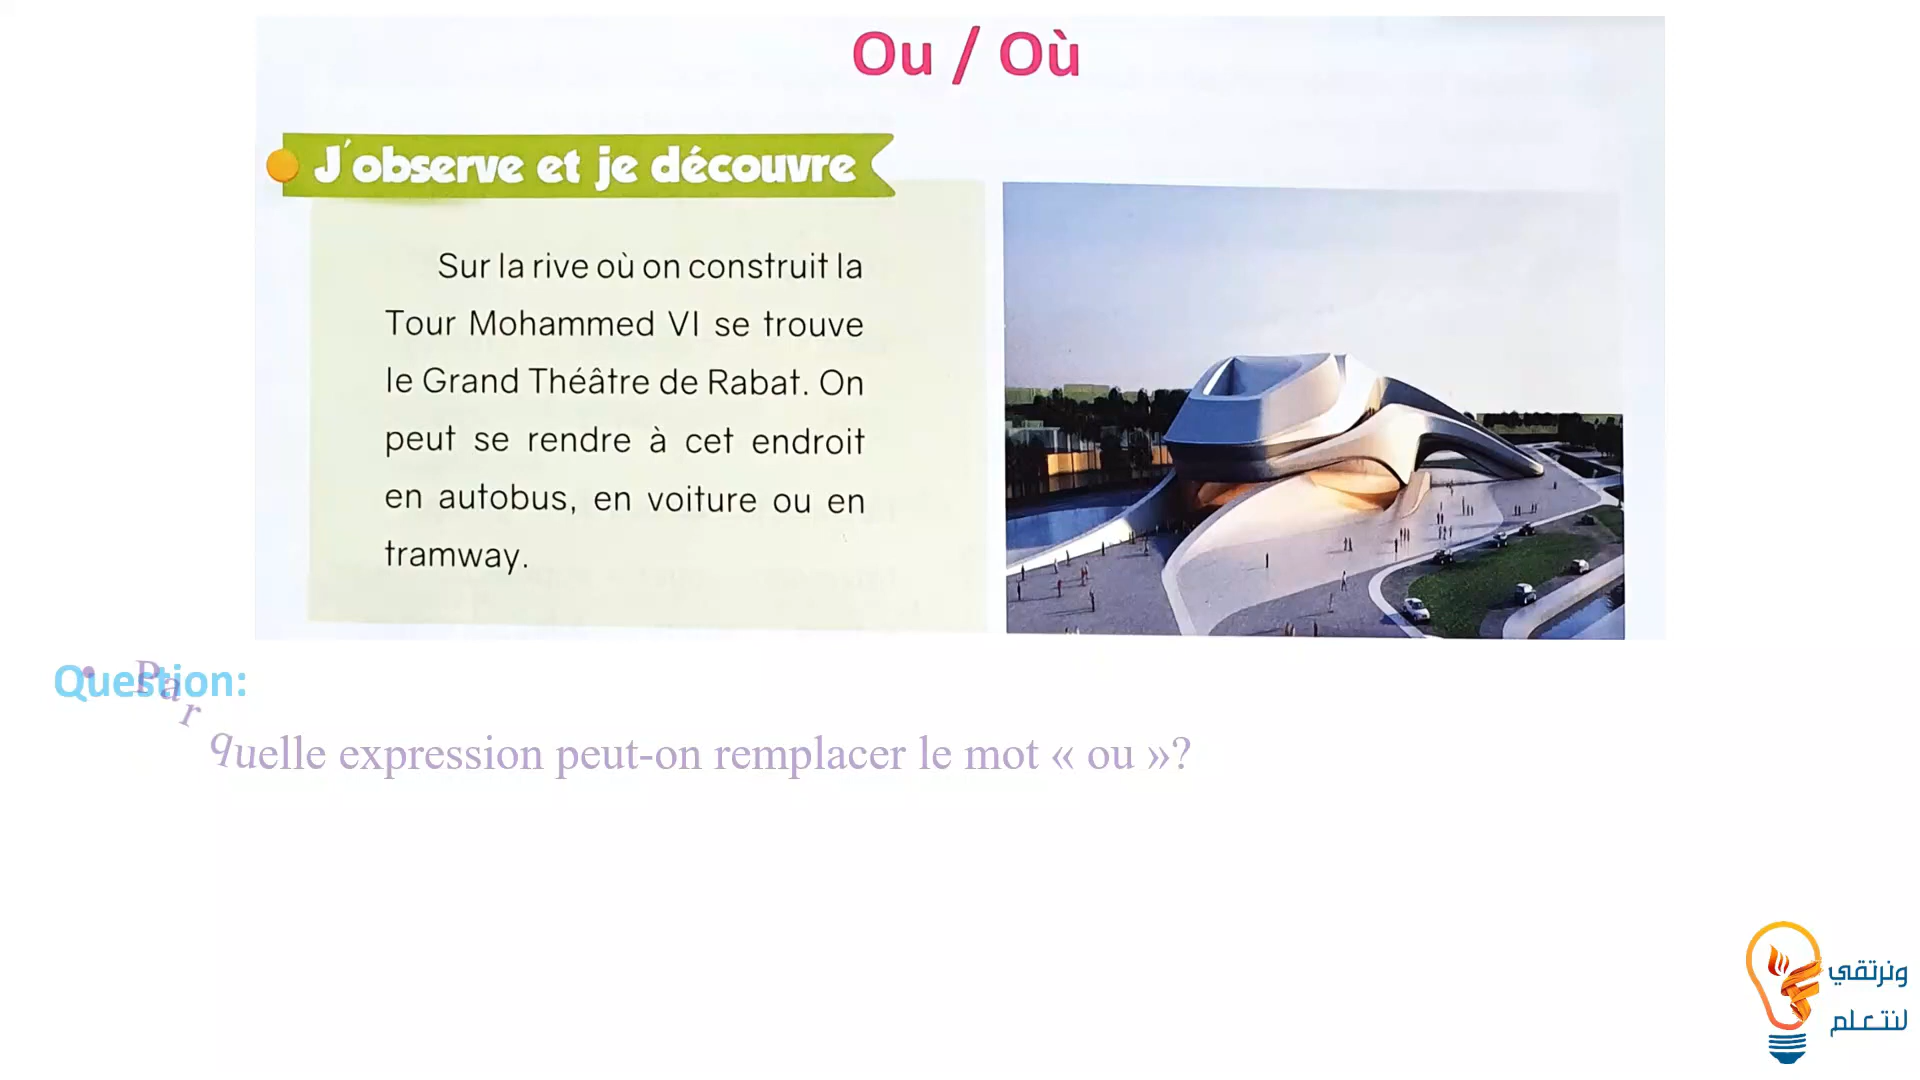 Ou / Où
J'observe et je découvre
Sur la rive où on construit la
Tour Mohammed VI se trouve
le Grand Théâtre de Rabat. On
peut se rendre à cet endroit
en autobus, en voiture ou en
tramway.
Question:
• Par quelle expression peut-on remplacer le mot « ou »?
ونرتقي
لنتعلم